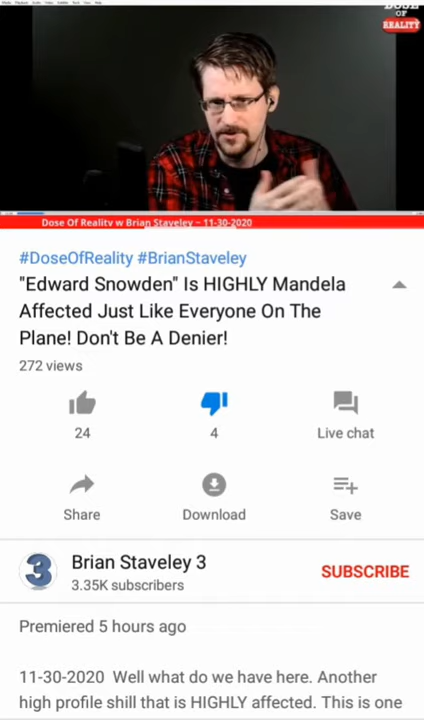 DOSE
OF
REALITY
Dose Of Reality w Brian Staveley ~ 11-30-2020
#DoseOfReality #BrianStaveley
"Edward Snowden" Is HIGHLY Mandela
Affected Just Like Everyone On The
Plane! Don't Be A Denier!
272 views
24
4
Live chat
Share
Download
Save
3
Brian Staveley 3
3.35K subscribers
SUBSCRIBE
Premiered 5 hours ago
11-30-2020 Well what do we have here. Another
high profile shill that is HIGHLY affected. This is one